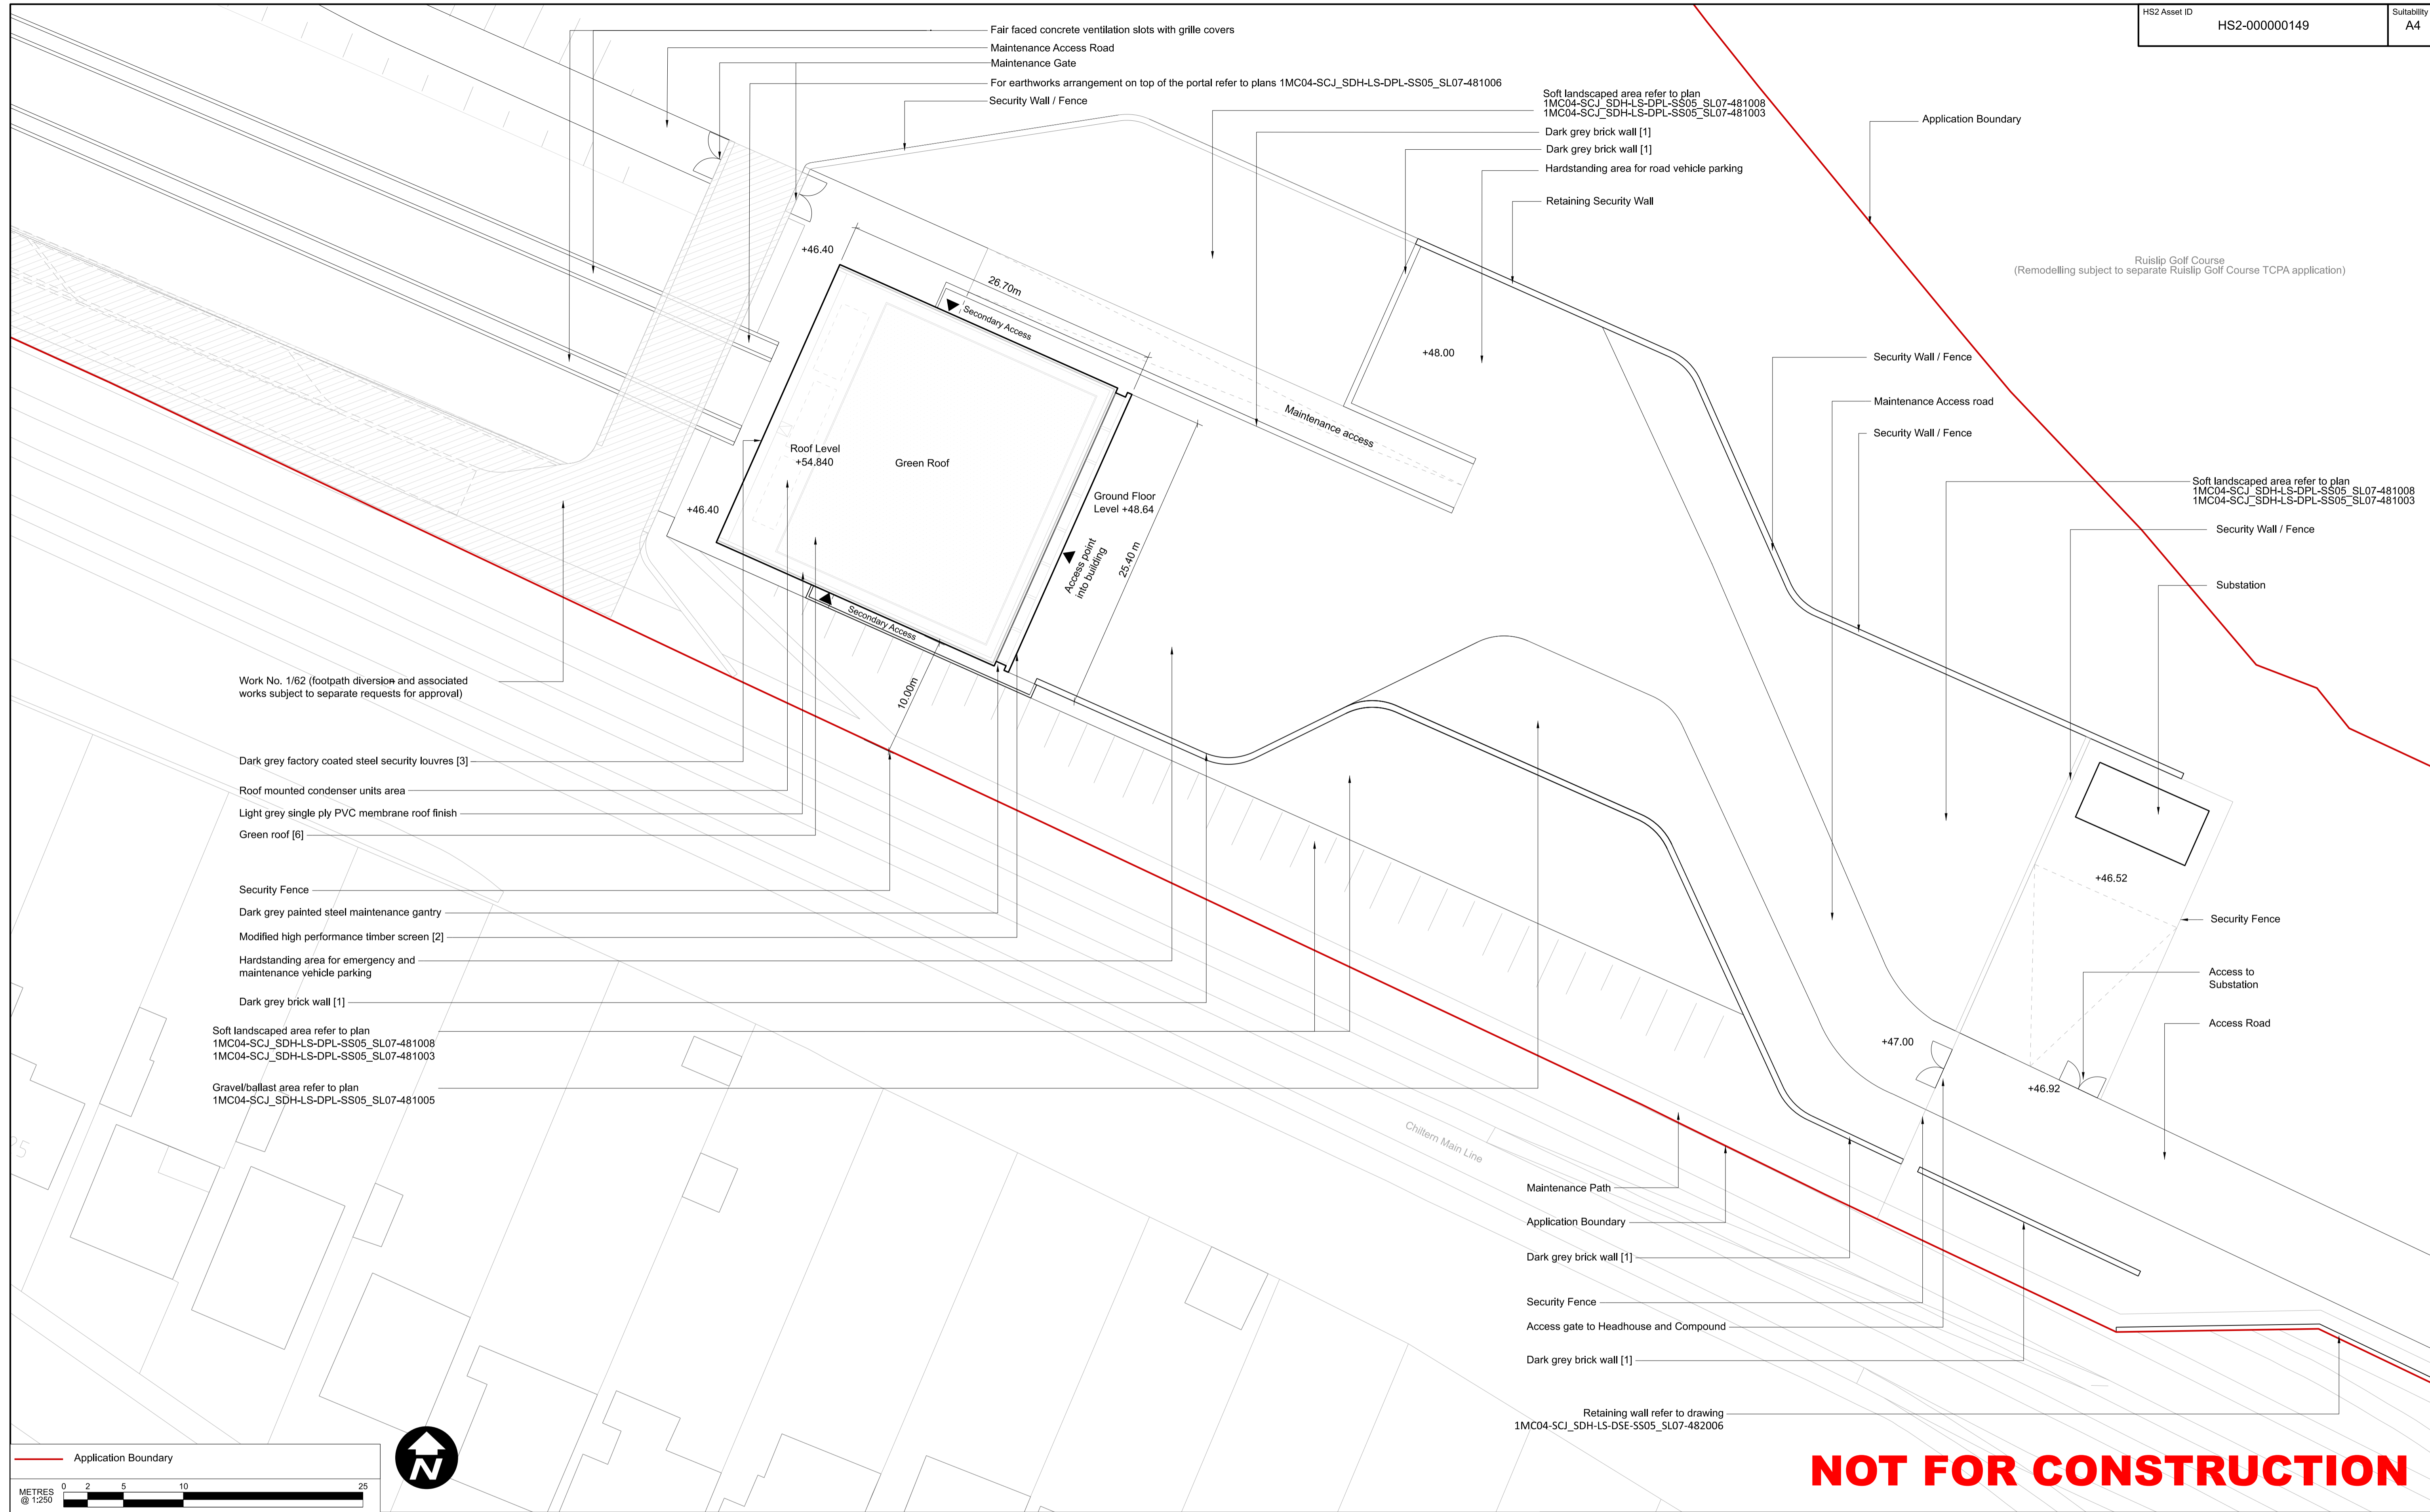 HS2 Asset ID
HS2-000000149
Suitability
A4
Fair faced concrete ventilation slots with grille covers
Maintenance Access Road
Maintenance Gate
For earthworks arrangement on top of the portal refer to plans 1MC04-SCJ_SDH-LS-DPL-SS05_SL07-481006
Security Wall / Fence
Soft landscaped area refer to plan
1MC04-SCJ_SDH-LS-DPL-SS05_SL07-481008
1MC04-SCJ_SDH-LS-DPL-SS05_SL07-481003
Dark grey brick wall [1]
Dark grey brick wall [1]
Hardstanding area for road vehicle parking
Retaining Security Wall
Application Boundary
Ruislip Golf Course
(Remodelling subject to separate Ruislip Golf Course TCPA application)
+46.40
26.70m
Secondary Access
+48.00
Maintenance access
Security Wall / Fence
Maintenance Access road
Security Wall / Fence
Roof Level
+54.840
Green Roof
+46.40
Ground Floor
Level +48.64
Access point
into building
25.40 m
Secondary Access
10.00m
Soft landscaped area refer to plan
1MC04-SCJ_SDH-LS-DPL-SS05_SL07-481008
1MC04-SCJ_SDH-LS-DPL-SS05_SL07-481003
Security Wall / Fence
Substation
+46.52
Security Fence
Access to
Substation
Access Road
+47.00
+46.92
Work No. 1/62 (footpath diversion and associated
works subject to separate requests for approval)
Dark grey factory coated steel security louvres [3]
Roof mounted condenser units area
Light grey single ply PVC membrane roof finish
Green roof [6]
Security Fence
Dark grey painted steel maintenance gantry
Modified high performance timber screen [2]
Hardstanding area for emergency and
maintenance vehicle parking
Dark grey brick wall [1]
Soft landscaped area refer to plan
1MC04-SCJ_SDH-LS-DPL-SS05_SL07-481008
1MC04-SCJ_SDH-LS-DPL-SS05_SL07-481003
Gravel/ballast area refer to plan
1MC04-SCJ_SDH-LS-DPL-SS05_SL07-481005
25
Chiltern Main Line
Maintenance Path
Application Boundary
Dark grey brick wall [1]
Security Fence
Access gate to Headhouse and Compound
Dark grey brick wall [1]
Retaining wall refer to drawing
1MC04-SCJ_SDH-LS-DSE-SS05_SL07-482006
Application Boundary
METRES
@ 1:250
0 2 5 10 25
N
NOT FOR CONSTRUCTION